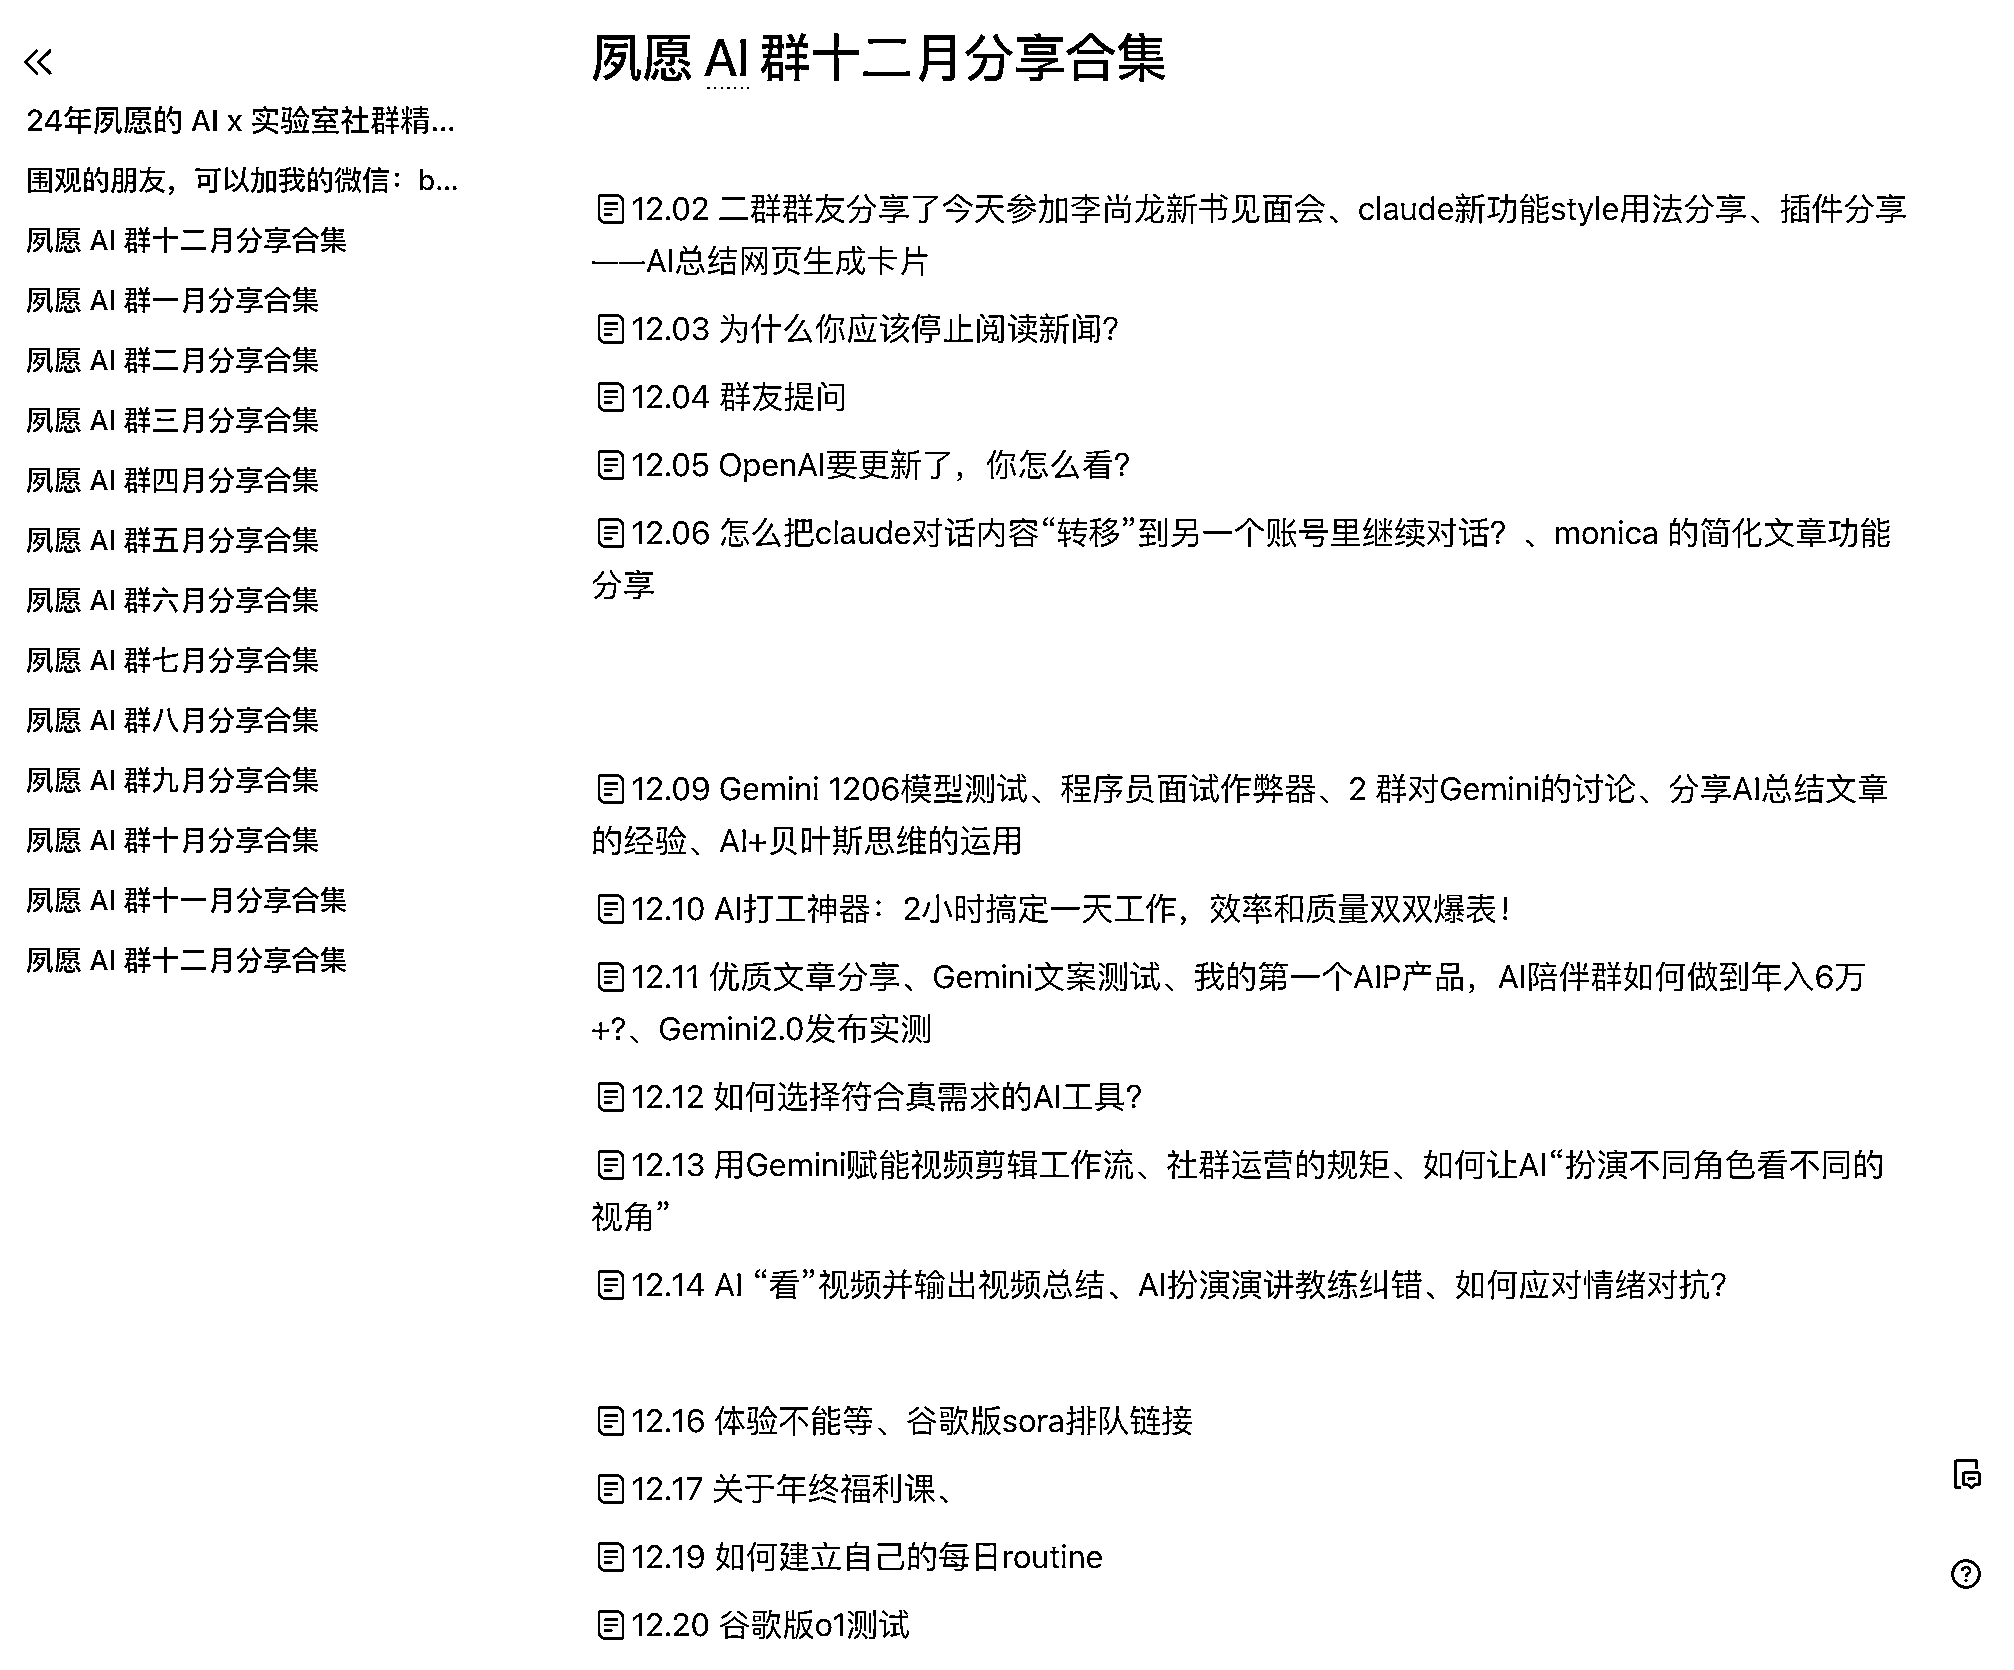 24年夙愿的 AI x 实验室社群精...
围观的朋友，可以加我的微信：b...
夙愿 AI 群十二月分享合集
夙愿 AI 群一月分享合集
夙愿 AI 群二月分享合集
夙愿 AI 群三月分享合集
夙愿 AI 群四月分享合集
夙愿 AI 群五月分享合集
夙愿 AI 群六月分享合集
夙愿 AI 群七月分享合集
夙愿 AI 群八月分享合集
夙愿 AI 群九月分享合集
夙愿 AI 群十月分享合集
夙愿 AI 群十一月分享合集
夙愿 AI 群十二月分享合集
夙愿 AI 群十二月分享合集
12.02 二群群友分享了今天参加李尚龙新书见面会、claude新功能style用法分享、插件分享
——AI总结网页生成卡片
12.03 为什么你应该停止阅读新闻？
12.04 群友提问
12.05 OpenAI要更新了，你怎么看？
12.06 怎么把claude对话内容“转移”到另一个账号里继续对话？、monica 的简化文章功能
分享
12.09 Gemini 1206模型测试、程序员面试作弊器、2 群对Gemini的讨论、分享AI总结文章
的经验、AI+贝叶斯思维的运用
12.10 AI打工神器：2小时搞定一天工作，效率和质量双双爆表！
12.11 优质文章分享、Gemini文案测试、我的第一个AIP产品，AI陪伴群如何做到年入6万
+?、Gemini2.0发布实测
12.12 如何选择符合真需求的AI工具？
12.13 用Gemini赋能视频剪辑工作流、社群运营的规矩、如何让AI“扮演不同角色看不同的
视角”
12.14 AI “看”视频并输出视频总结、AI扮演演讲教练纠错、如何应对情绪对抗？
12.16 体验不能等、谷歌版sora排队链接
12.17 关于年终福利课、
12.19 如何建立自己的每日routine
12.20 谷歌版o1测试